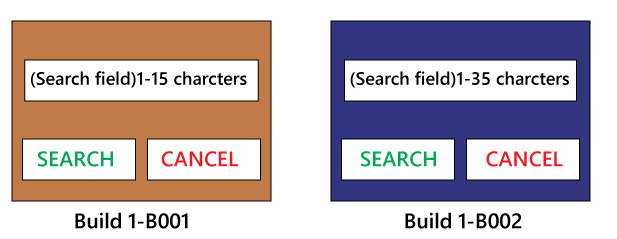 (Search field)1-15 charcters
SEARCH
CANCEL
Build 1-B001
(Search field)1-35 charcters
SEARCH
CANCEL
Build 1-B002